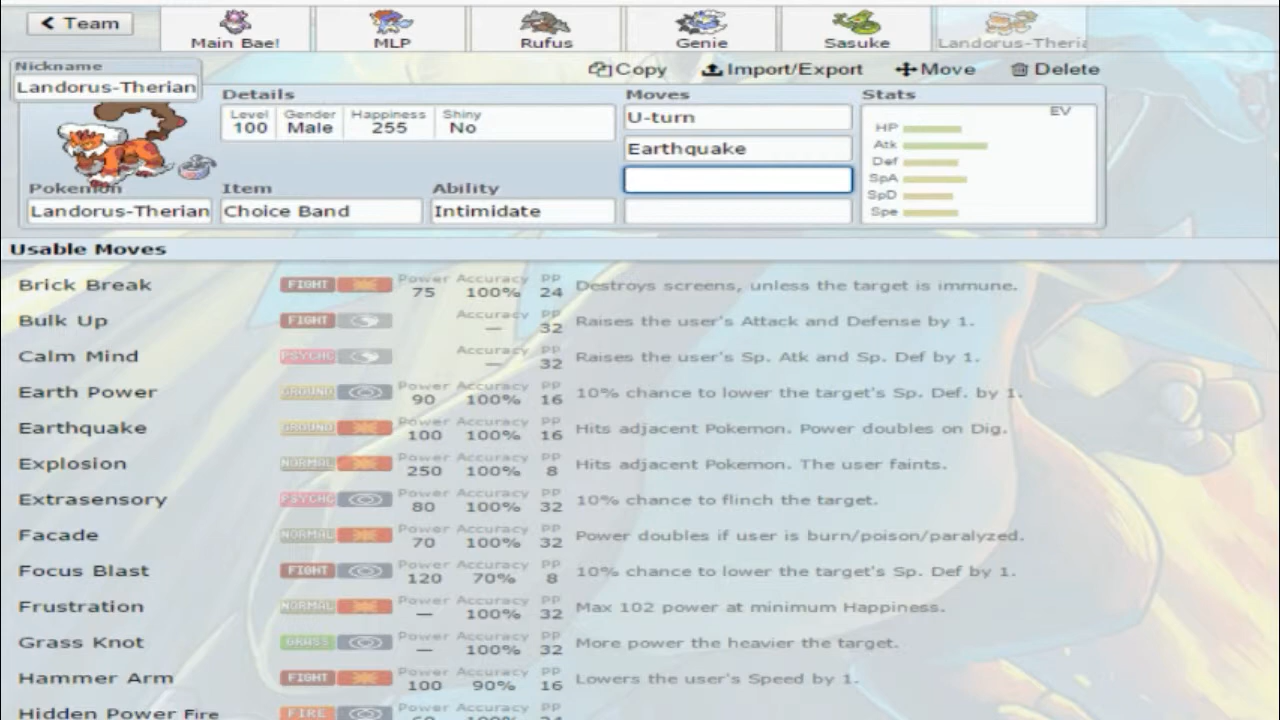 Team
Main Bae!
MLP
Rufus
Genie
Sasuke
Landorus-Theria
Nickname
Landorus-Therian
Copy
Import/Export
Move
Delete
Details
Level Gender Happiness Shiny
100 Male 255 No
Moves
U-turn
Earthquake
Stats
EV
HP
Atk
Def
SpA
SpD
Spe
Pokemon Item Ability
Landorus-Therian Choice Band Intimidate
Usable Moves
Brick Break FIGHT Power 75 Accuracy 100% PP 24 Destroys screens, unless the target is immune.
Bulk Up FIGHT Accuracy — PP 32 Raises the user's Attack and Defense by 1.
Calm Mind PSYCHC Accuracy — PP 32 Raises the user's Sp. Atk and Sp. Def by 1.
Earth Power GROUND Power 90 Accuracy 100% PP 16 10% chance to lower the target's Sp. Def. by 1.
Earthquake GROUND Power 100 Accuracy 100% PP 16 Hits adjacent Pokemon. Power doubles on Dig.
Explosion NORMAL Power 250 Accuracy 100% PP 8 Hits adjacent Pokemon. The user faints.
Extrasensory PSYCHC Power 80 Accuracy 100% PP 32 10% chance to flinch the target.
Facade NORMAL Power 70 Accuracy 100% PP 32 Power doubles if user is burn/poison/paralyzed.
Focus Blast FIGHT Power 120 Accuracy 70% PP 8 10% chance to lower the target's Sp. Def by 1.
Frustration NORMAL Power — Accuracy 100% PP 32 Max 102 power at minimum Happiness.
Grass Knot GRASS Power — Accuracy 100% PP 32 More power the heavier the target.
Hammer Arm FIGHT Power 100 Accuracy 90% PP 16 Lowers the user's Speed by 1.
Hidden Power Fire FIRE Power Accuracy PP